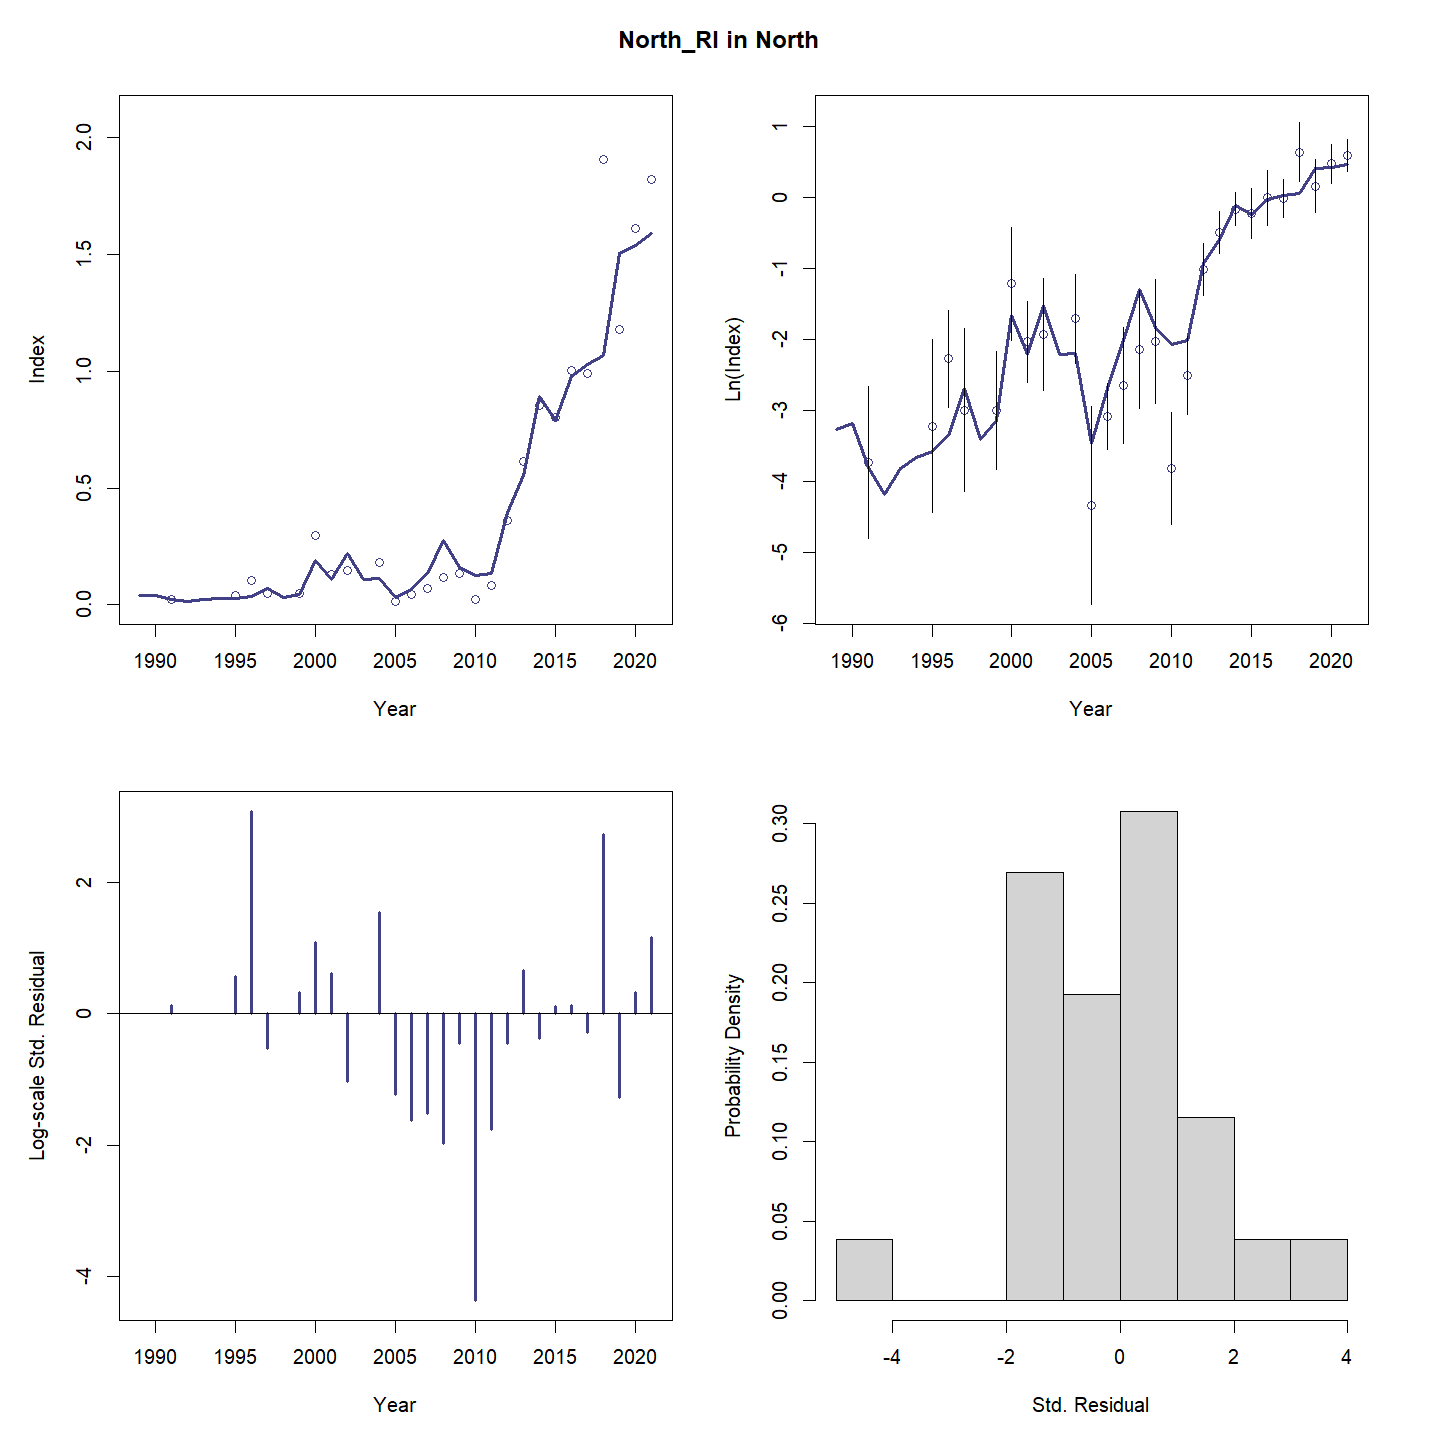 North_RI in North
Index
2.0
1.5
1.0
0.5
0.0
1990 1995 2000 2005 2010 2015 2020
Year
Ln(Index)
1
0
-1
-2
-3
-4
-5
-6
1990 1995 2000 2005 2010 2015 2020
Year
Log-scale Std. Residual
2
0
-2
-4
1990 1995 2000 2005 2010 2015 2020
Year
Probability Density
0.30
0.25
0.20
0.15
0.10
0.05
0.00
-4 -2 0 2 4
Std. Residual